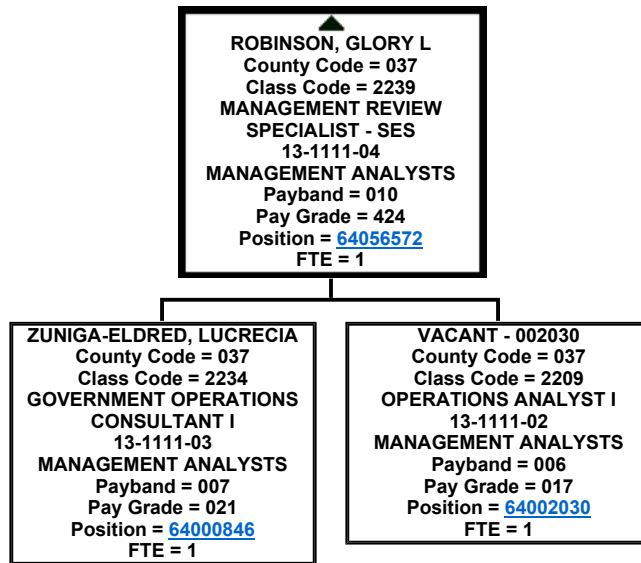 ROBINSON, GLORY L
County Code = 037
Class Code = 2239
MANAGEMENT REVIEW
SPECIALIST - SES
13-1111-04
MANAGEMENT ANALYSTS
Payband = 010
Pay Grade = 424
Position = 64056572
FTE = 1
ZUNIGA-ELDRED, LUCRECIA
County Code = 037
Class Code = 2234
GOVERNMENT OPERATIONS
CONSULTANT I
13-1111-03
MANAGEMENT ANALYSTS
Payband = 007
Pay Grade = 021
Position = 64000846
FTE = 1
VACANT - 002030
County Code = 037
Class Code = 2209
OPERATIONS ANALYST I
13-1111-02
MANAGEMENT ANALYSTS
Payband = 006
Pay Grade = 017
Position = 64002030
FTE = 1